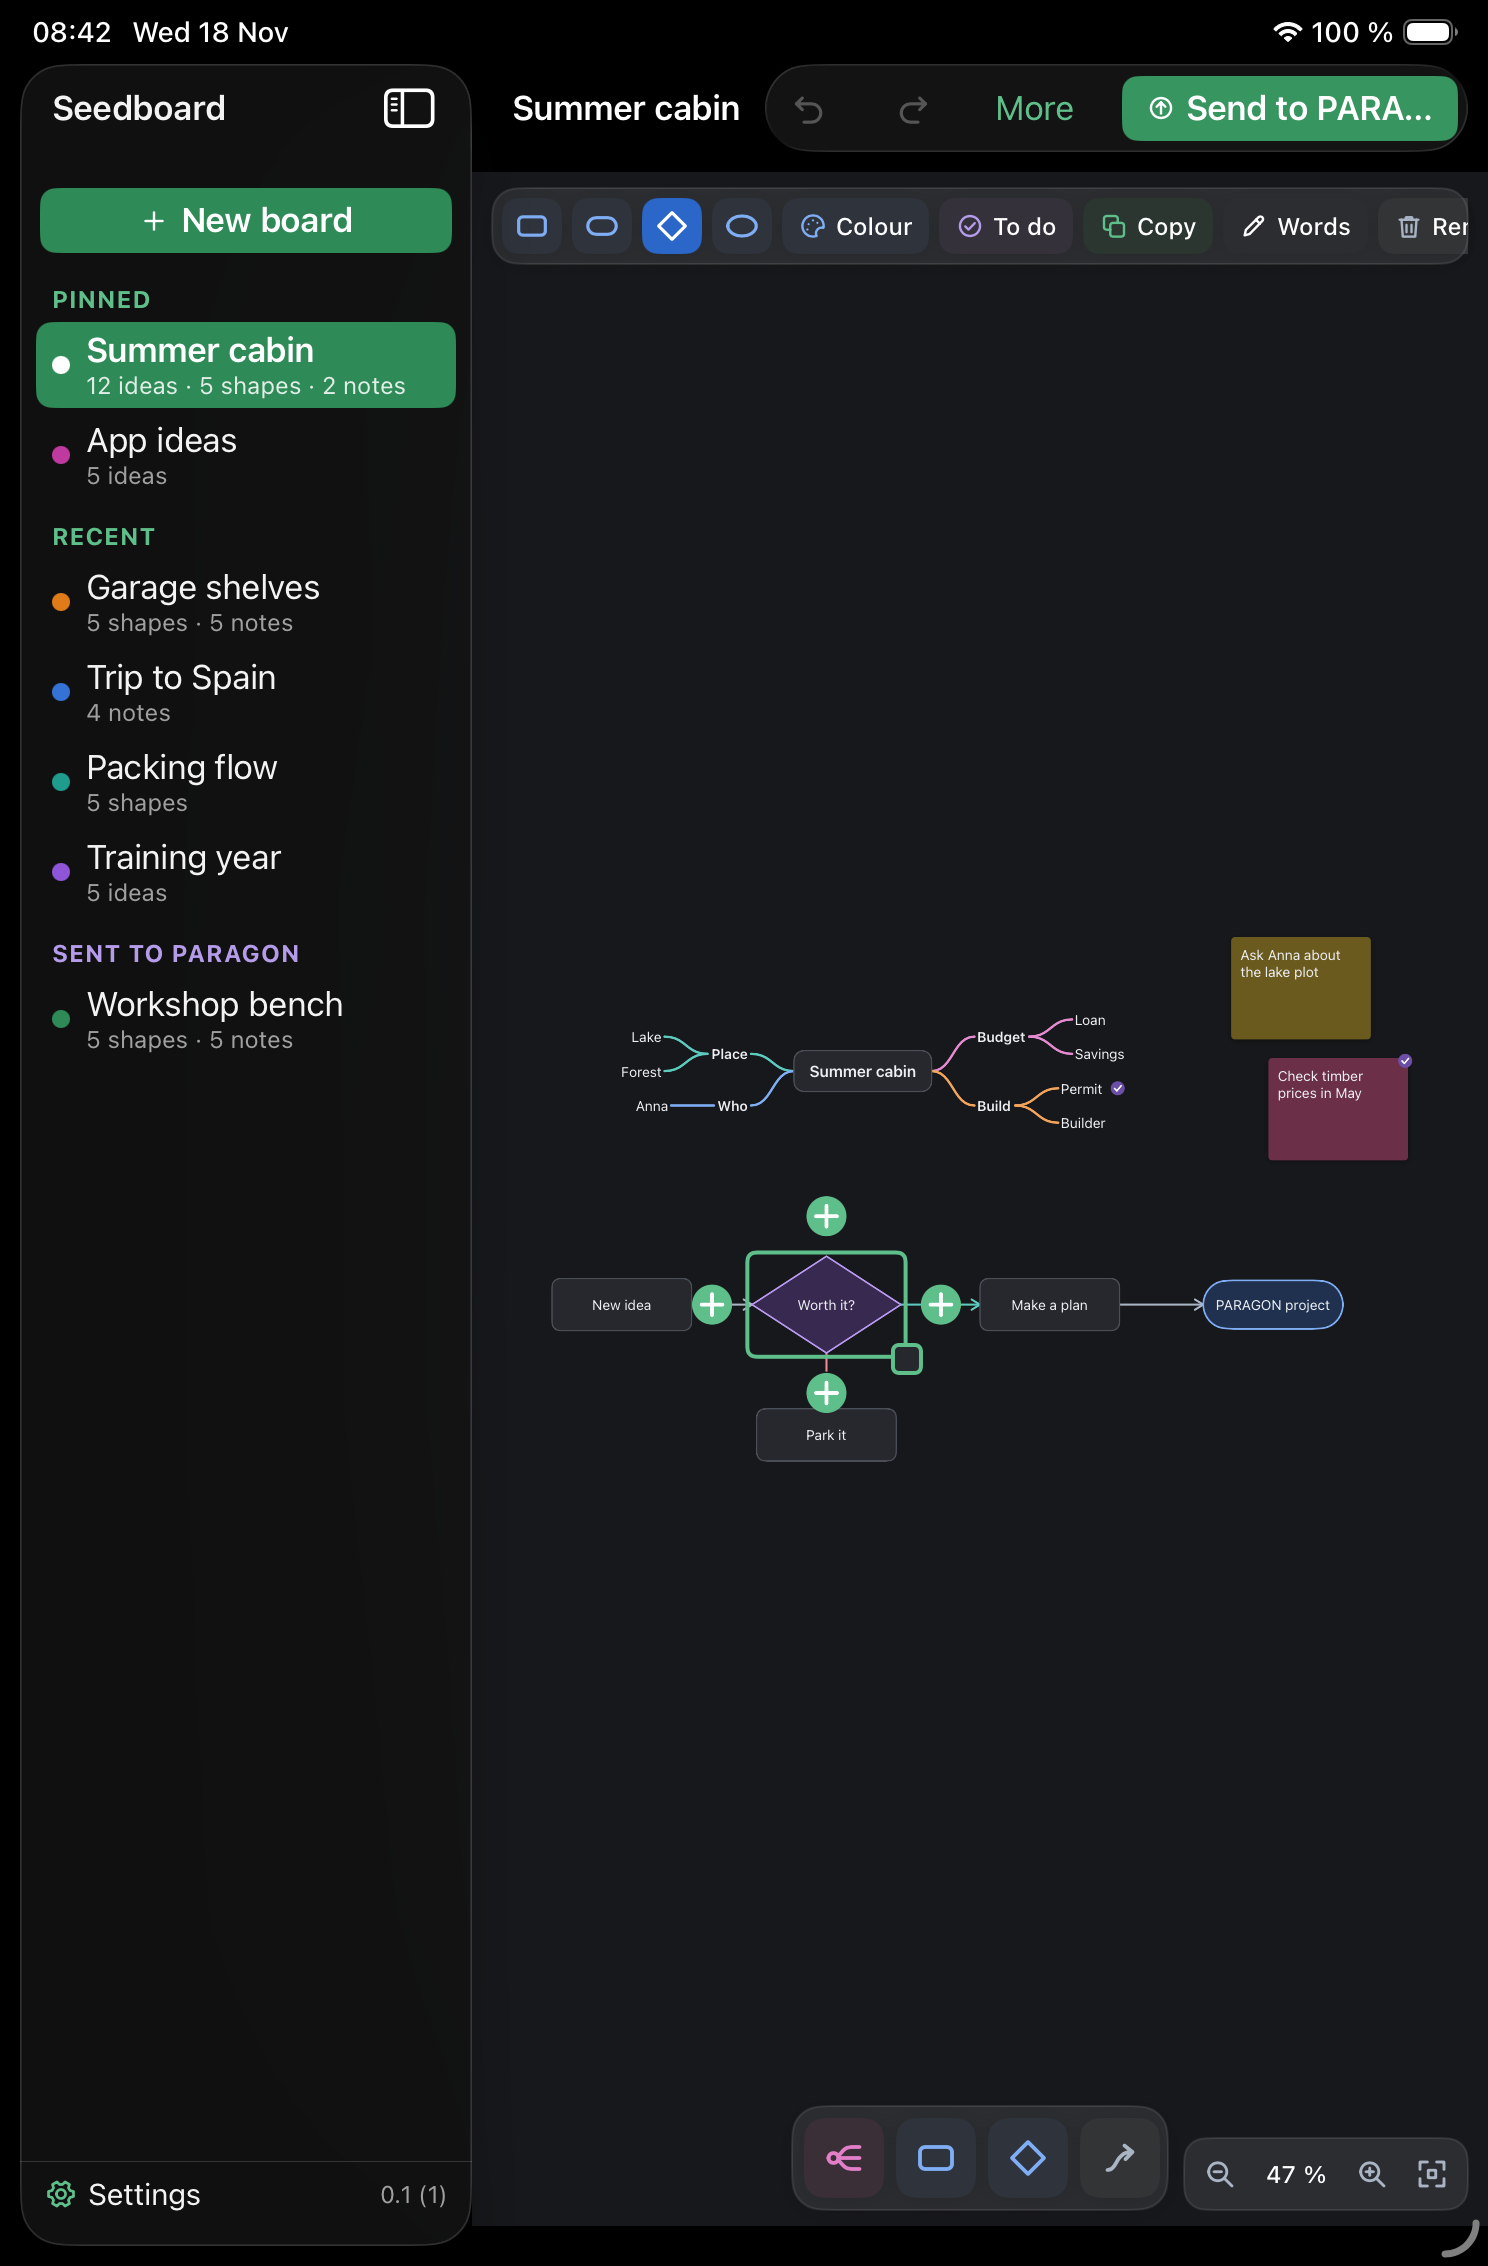 08:42 Wed 18 Nov
100 %
Seedboard
Summer cabin
More
Send to PARA...
New board
Colour
To do
Copy
Words
Rer
PINNED
Summer cabin
12 ideas · 5 shapes · 2 notes
App ideas
5 ideas
RECENT
Garage shelves
5 shapes · 5 notes
Trip to Spain
4 notes
Packing flow
5 shapes
Training year
5 ideas
SENT TO PARAGON
Workshop bench
5 shapes · 5 notes
Ask Anna about
the lake plot
Check timber
prices in May
Lake
Forest
Place
Anna
Who
Summer cabin
Budget
Loan
Savings
Build
Permit
Builder
New idea
Worth it?
Make a plan
PARAGON project
Park it
Settings
0.1 (1)
47 %